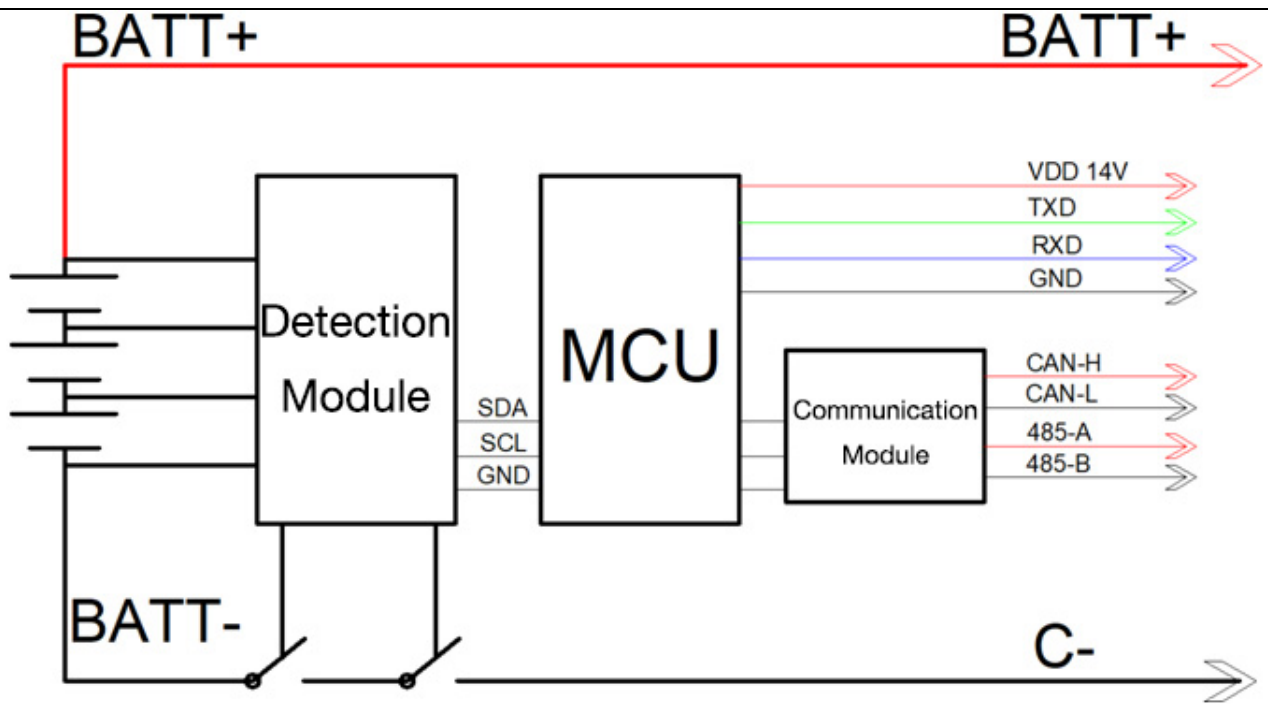 BATT+
BATT+
VDD 14V
TXD
RXD
GND
Detection
Module
MCU
SDA
SCL
GND
Communication
Module
CAN-H
CAN-L
485-A
485-B
BATT-
C-